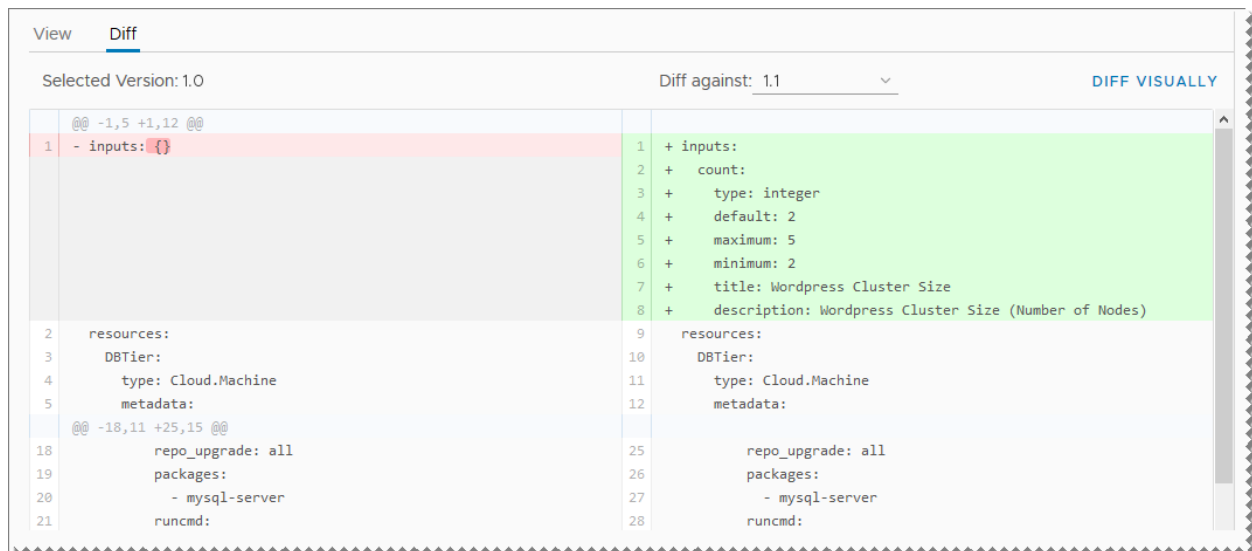 View Diff
Selected Version: 1.0 Diff against: 1.1 DIFF VISUALLY
@@ -1,5 +1,12 @@
1 - inputs: {}
2 resources:
3 DBTier:
4 type: Cloud.Machine
5 metadata:
@@ -18,11 +25,15 @@
18 repo_upgrade: all
19 packages:
20 - mysql-server
21 runcmd:
1 + inputs:
2 + count:
3 + type: integer
4 + default: 2
5 + maximum: 5
6 + minimum: 2
7 + title: Wordpress Cluster Size
8 + description: Wordpress Cluster Size (Number of Nodes)
9 resources:
10 DBTier:
11 type: Cloud.Machine
12 metadata:
25 repo_upgrade: all
26 packages:
27 - mysql-server
28 runcmd: